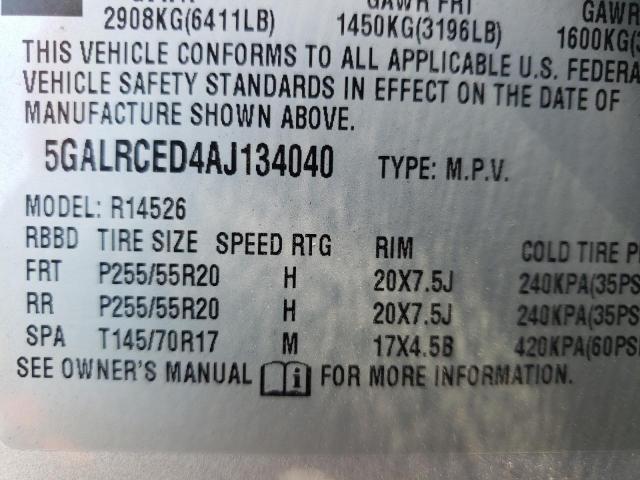 2908KG(6411LB) 1450KG(3196LB) 1600KG(
GAWR FRT GAWR
THIS VEHICLE CONFORMS TO ALL APPLICABLE U.S. FEDERA
VEHICLE SAFETY STANDARDS IN EFFECT ON THE DATE OF
MANUFACTURE SHOWN ABOVE.
5GALRCED4AJ134040 TYPE: M.P.V.
MODEL: R14526
RBBD TIRE SIZE SPEED RTG RIM COLD TIRE P
FRT P255/55R20 H 20X7.5J 240KPA(35PS
RR P255/55R20 H 20X7.5J 240KPA(35PS
SPA T145/70R17 M 17X4.5B 420KPA(60PS
SEE OWNER'S MANUAL i FOR MORE INFORMATION.